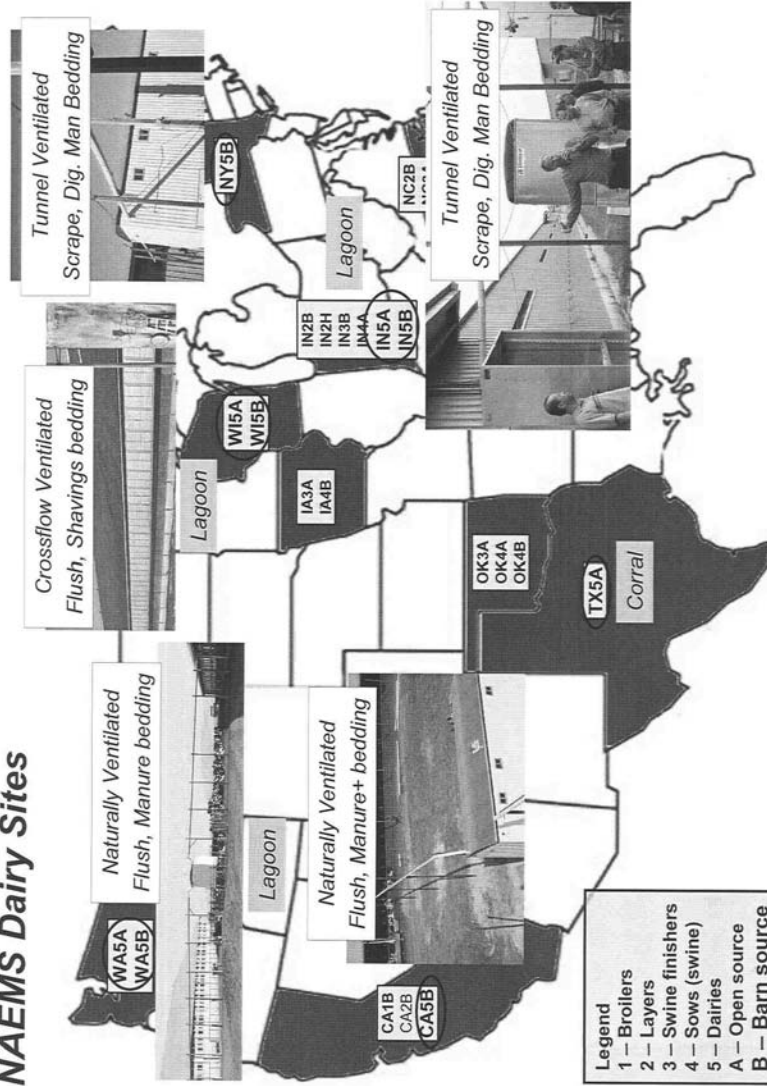 NAEMS Dairy Sites
WA5A
WA5B
Naturally Ventilated
Flush, Manure bedding
Lagoon
Naturally Ventilated
Flush, Manure+ bedding
CA1B
CA2B
CA5B
Crossflow Ventilated
Flush, Shavings bedding
Lagoon
WI5A
WI5B
IA3A
IA4B
OK3A
OK4A
OK4B
TX5A
Corral
Tunnel Ventilated
Scrape, Dig. Man Bedding
NY5B
Lagoon
IN2B
IN2H
IN3B
IN4A
IN5A
IN5B
NC2B
Tunnel Ventilated
Scrape, Dig. Man Bedding
Legend
1 – Broilers
2 – Layers
3 – Swine finishers
4 – Sows (swine)
5 – Dairies
A – Open source
B – Barn source